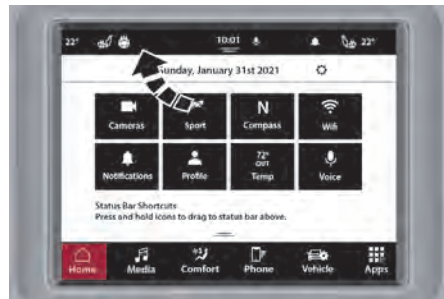 22° 10:01 22°
Sunday, January 31st 2021
Cameras Sport N Compass Wifi
Notifications Profile 72° OUT Temp Voice
Status Bar Shortcuts
Press and hold icons to drag to status bar above.
Home Media Comfort Phone Vehicle Apps